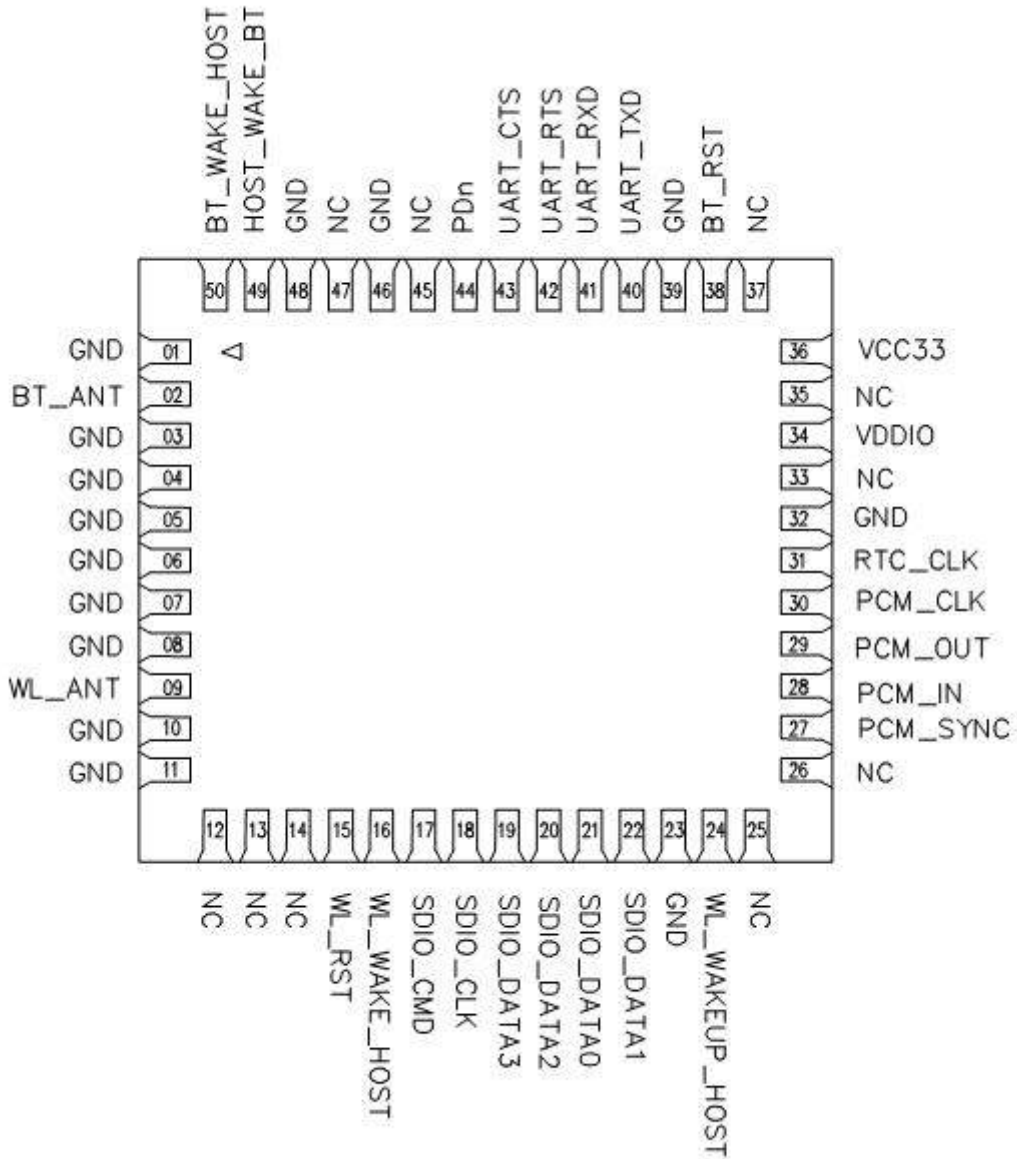 BT_WAKE_HOST
HOST_WAKE_BT
GND
NC
GND
NC
PDn
UART_CTS
UART_RTS
UART_RXD
UART_TXD
GND
BT_RST
NC
50 49 48 47 46 45 44 43 42 41 40 39 38 37
GND 01
BT_ANT 02
GND 03
GND 04
GND 05
GND 06
GND 07
GND 08
WL_ANT 09
GND 10
GND 11
36 VCC33
35 NC
34 VDDIO
33 NC
32 GND
31 RTC_CLK
30 PCM_CLK
29 PCM_OUT
28 PCM_IN
27 PCM_SYNC
26 NC
12 13 14 15 16 17 18 19 20 21 22 23 24 25
NC
NC
NC
WL_RST
WL_WAKE_HOST
SDIO_CMD
SDIO_CLK
SDIO_DATA3
SDIO_DATA2
SDIO_DATA0
SDIO_DATA1
GND
WL_WAKEUP_HOST
NC